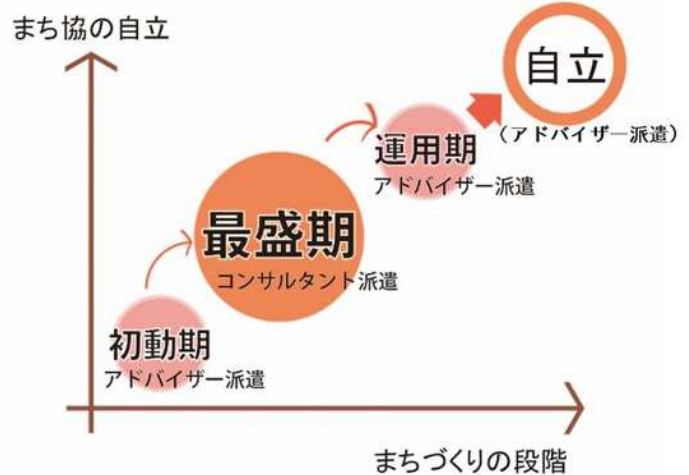 まち協の自立
自立
（アドバイザー派遣）
運用期
アドバイザー派遣
最盛期
コンサルタント派遣
初動期
アドバイザー派遣
まちづくりの段階